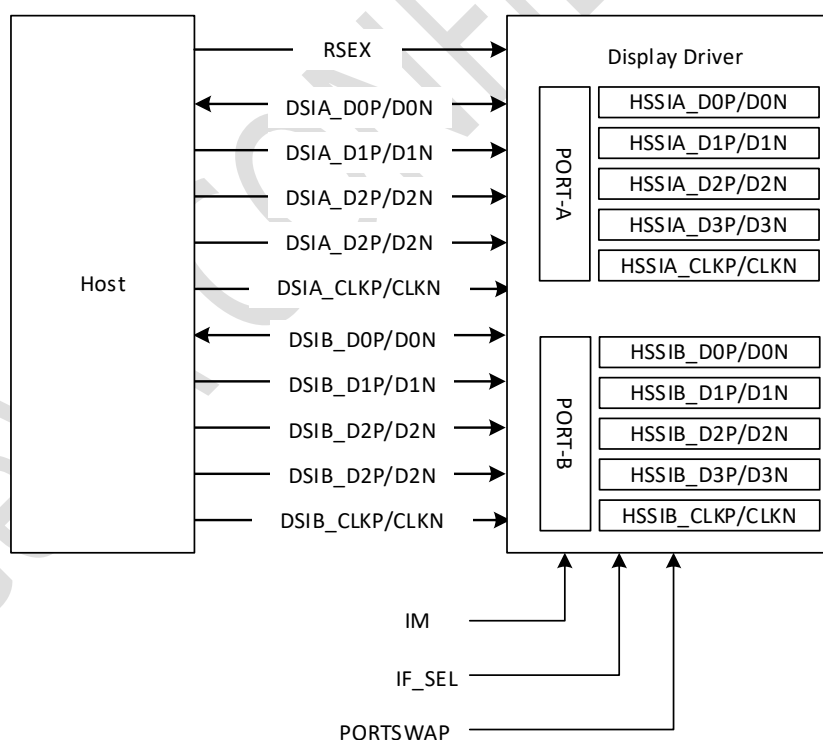 RSEX
Display Driver
DSIA_D0P/D0N
DSIA_D1P/D1N
DSIA_D2P/D2N
DSIA_D2P/D2N
DSIA_CLKP/CLKN
Host
DSIB_D0P/D0N
DSIB_D1P/D1N
DSIB_D2P/D2N
DSIB_D2P/D2N
DSIB_CLKP/CLKN
PORT-A
HSSIA_D0P/D0N
HSSIA_D1P/D1N
HSSIA_D2P/D2N
HSSIA_D3P/D3N
HSSIA_CLKP/CLKN
PORT-B
HSSIB_D0P/D0N
HSSIB_D1P/D1N
HSSIB_D2P/D2N
HSSIB_D3P/D3N
HSSIB_CLKP/CLKN
IM
IF_SEL
PORTSWAP